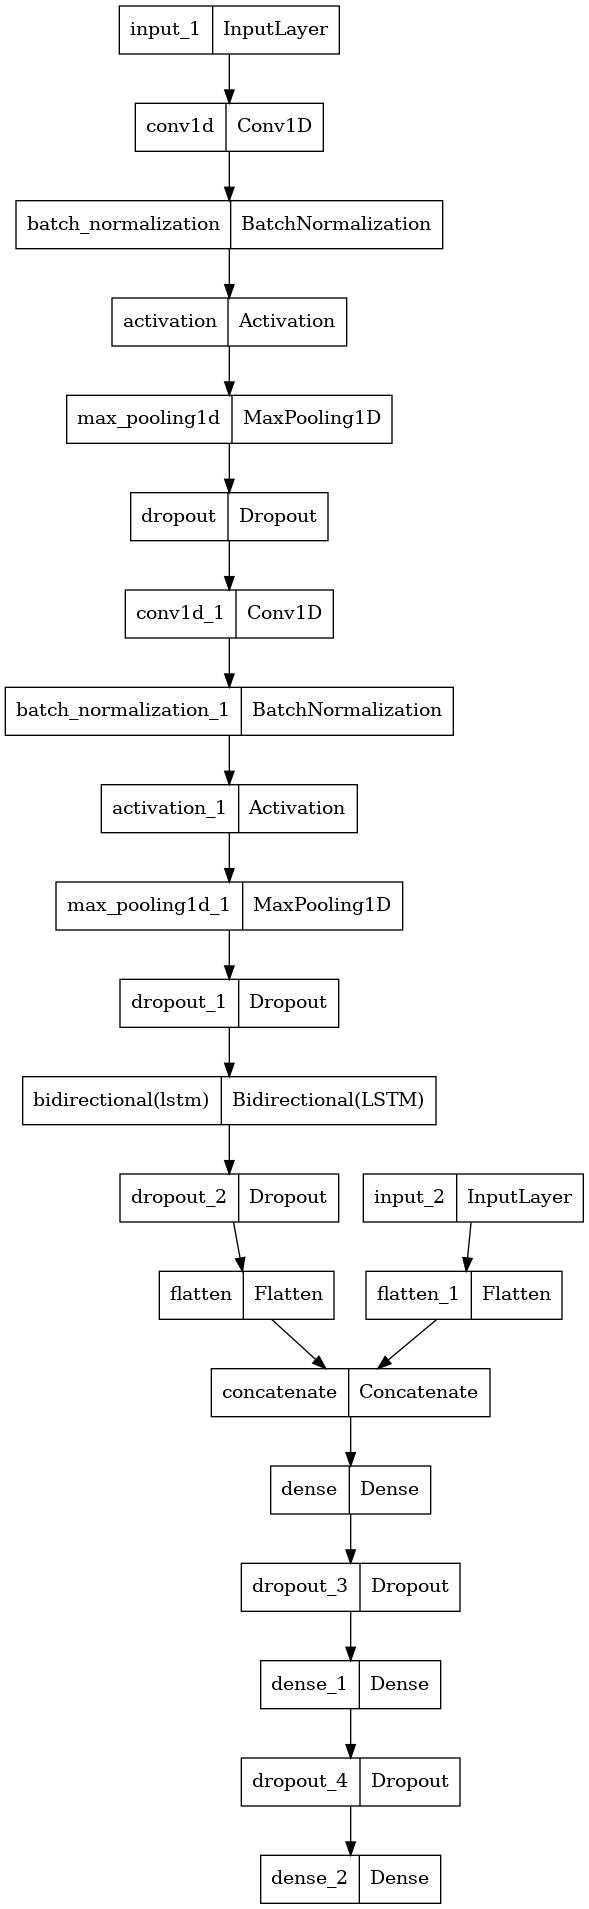 input_1 InputLayer
conv1d Conv1D
batch_normalization BatchNormalization
activation Activation
max_pooling1d MaxPooling1D
dropout Dropout
conv1d_1 Conv1D
batch_normalization_1 BatchNormalization
activation_1 Activation
max_pooling1d_1 MaxPooling1D
dropout_1 Dropout
bidirectional(lstm) Bidirectional(LSTM)
dropout_2 Dropout input_2 InputLayer
flatten Flatten flatten_1 Flatten
concatenate Concatenate
dense Dense
dropout_3 Dropout
dense_1 Dense
dropout_4 Dropout
dense_2 Dense